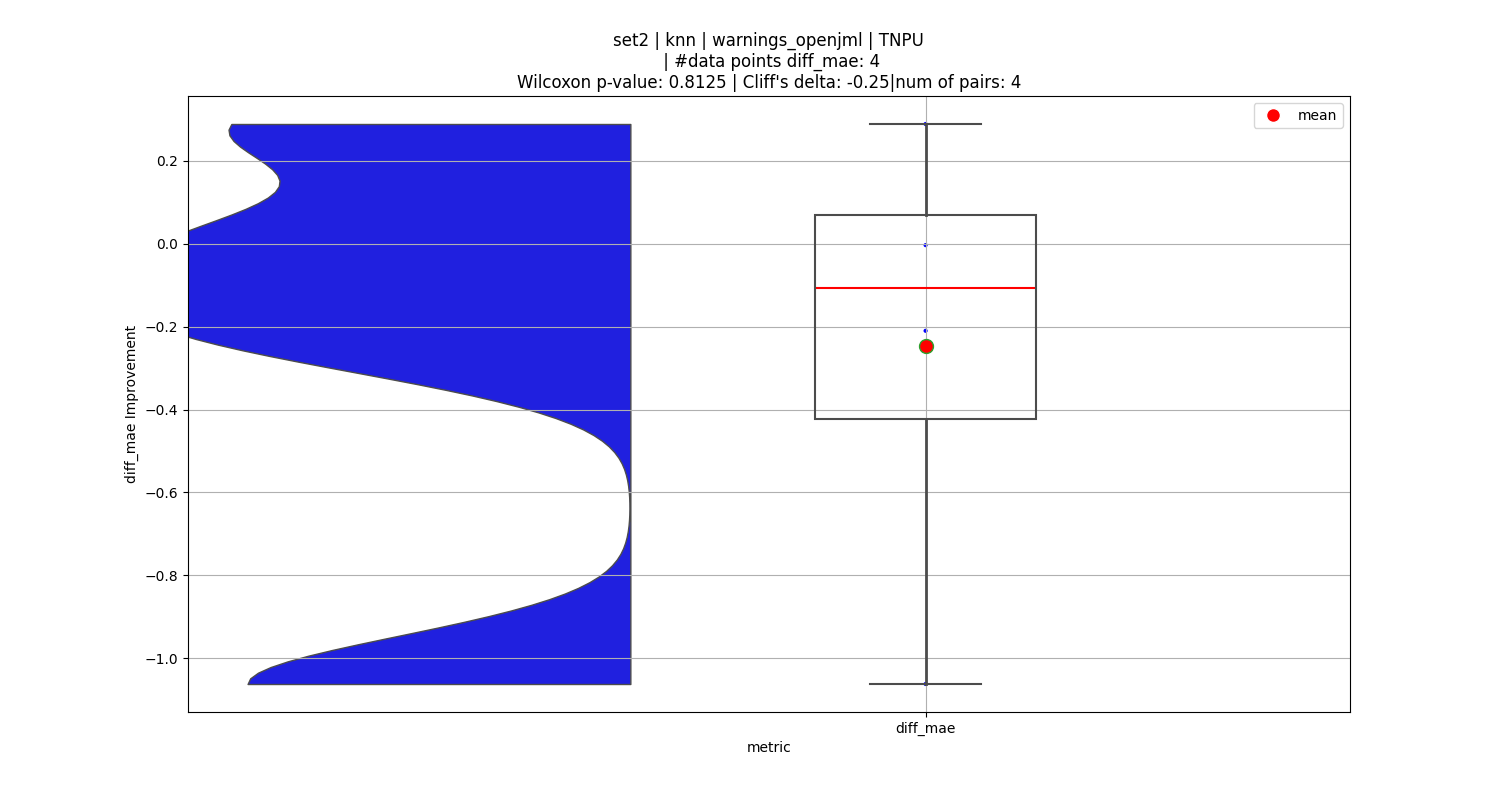 set2 | knn | warnings_openjml | TNPU
| #data points diff_mae: 4
Wilcoxon p-value: 0.8125 | Cliff's delta: -0.25|num of pairs: 4
mean
0.2
0.0
−0.2
−0.4
−0.6
−0.8
−1.0
diff_mae Improvement
diff_mae
metric